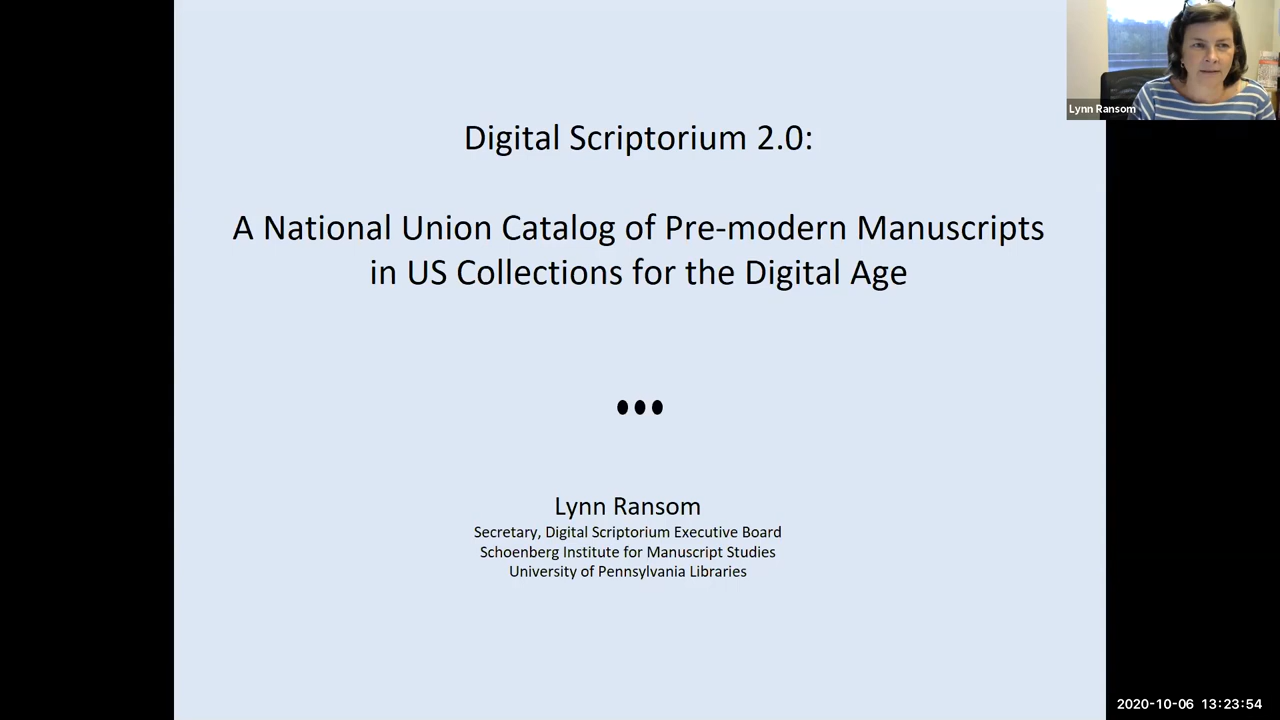 Lynn Ransom
Digital Scriptorium 2.0:
A National Union Catalog of Pre-modern Manuscripts
in US Collections for the Digital Age
•••
Lynn Ransom
Secretary, Digital Scriptorium Executive Board
Schoenberg Institute for Manuscript Studies
University of Pennsylvania Libraries
2020-10-06 13:23:54